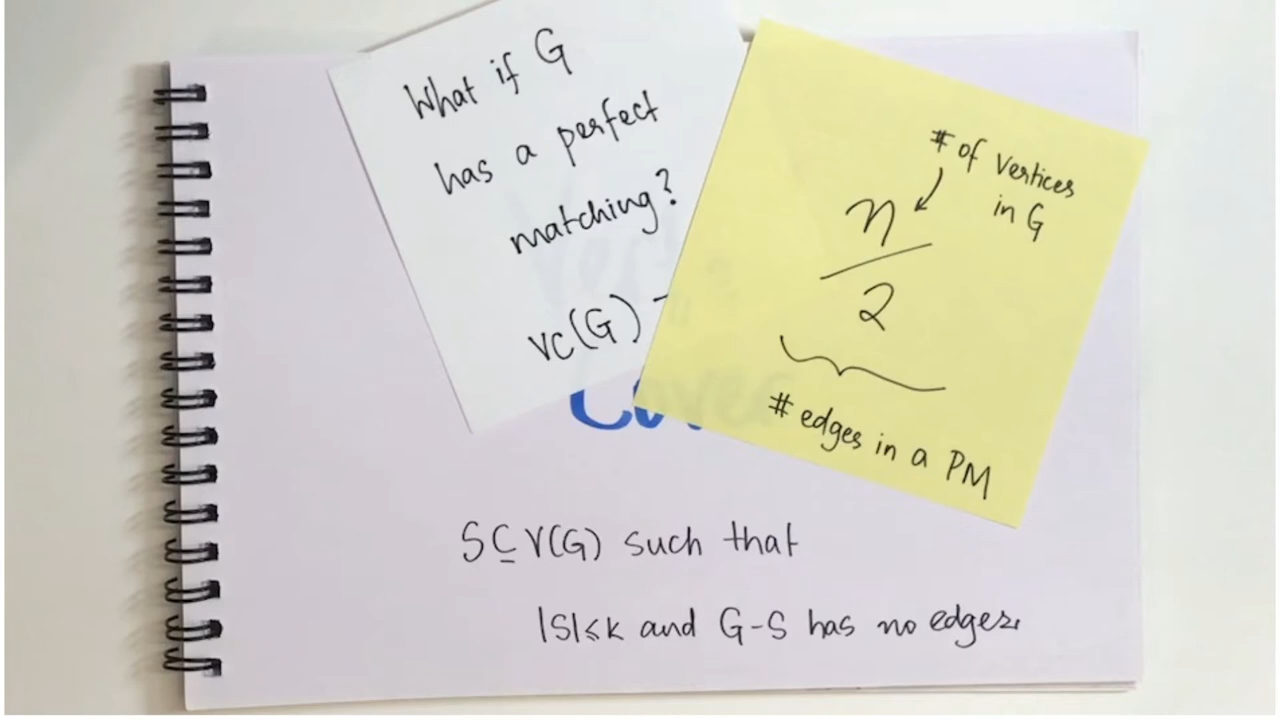 What if G
has a perfect
matching?
VC(G)
# of Vertices
in G
n
2
# edges in a PM
S ⊆ V(G) such that
|S| ≤ k and G-S has no edges.